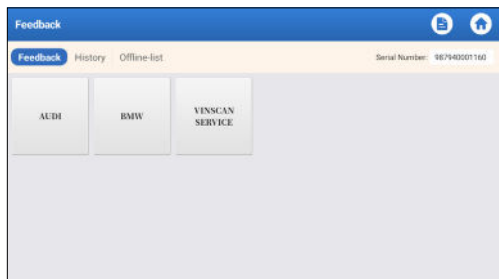 Feedback
Feedback History Offline-list
Serial Number: 987940001160
AUDI
BMW
VINSCAN
SERVICE